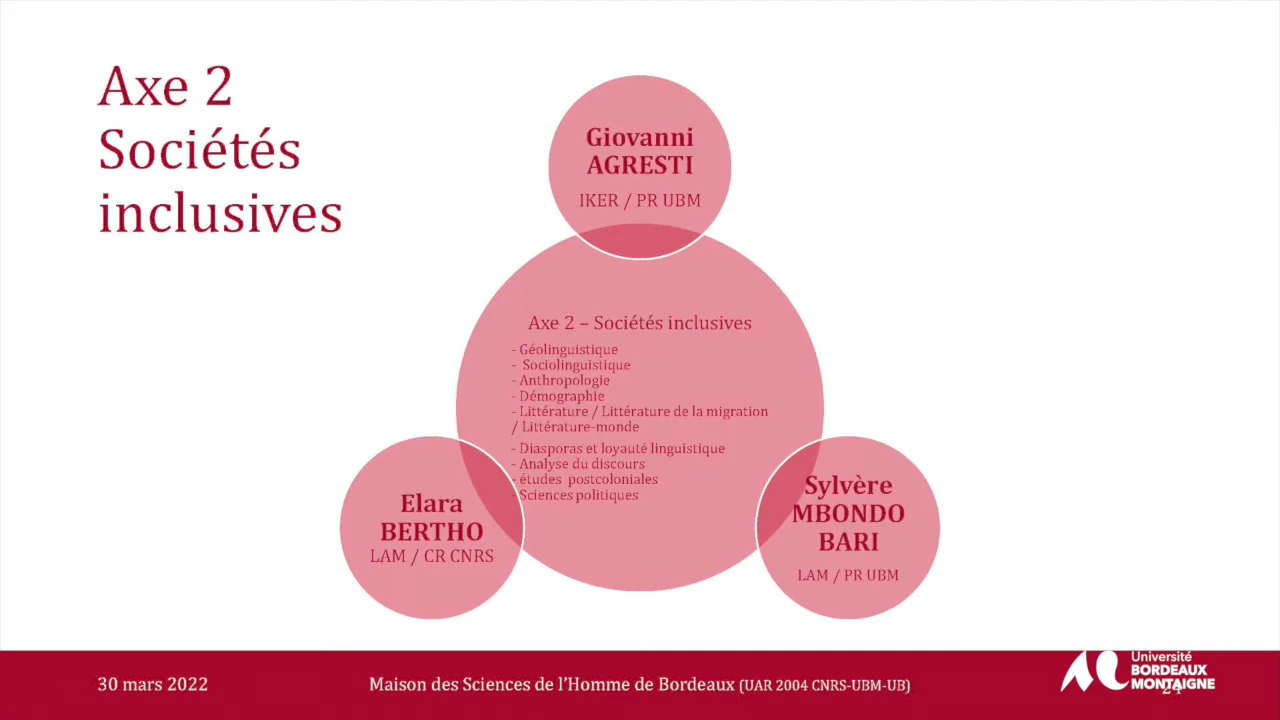 Axe 2
Sociétés
inclusives
Giovanni
AGRESTI
IKER / PR UBM
Axe 2 – Sociétés inclusives
- Géolinguistique
- Sociolinguistique
- Anthropologie
- Démographie
- Littérature / Littérature de la migration
/ Littérature-monde
- Diasporas et loyauté linguistique
- Analyse du discours
- études postcoloniales
- Sciences politiques
Elara
BERTHO
LAM / CR CNRS
Sylvère
MBONDO
BARI
LAM / PR UBM
30 mars 2022
Maison des Sciences de l’Homme de Bordeaux (UAR 2004 CNRS-UBM-UB)
Université
BORDEAUX
MONTAIGNE
24